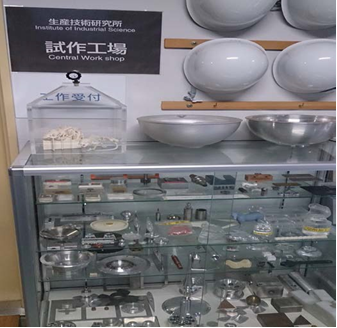 生産技術研究所
Institute of Industrial Science
試作工場
Central Work shop
工作受付